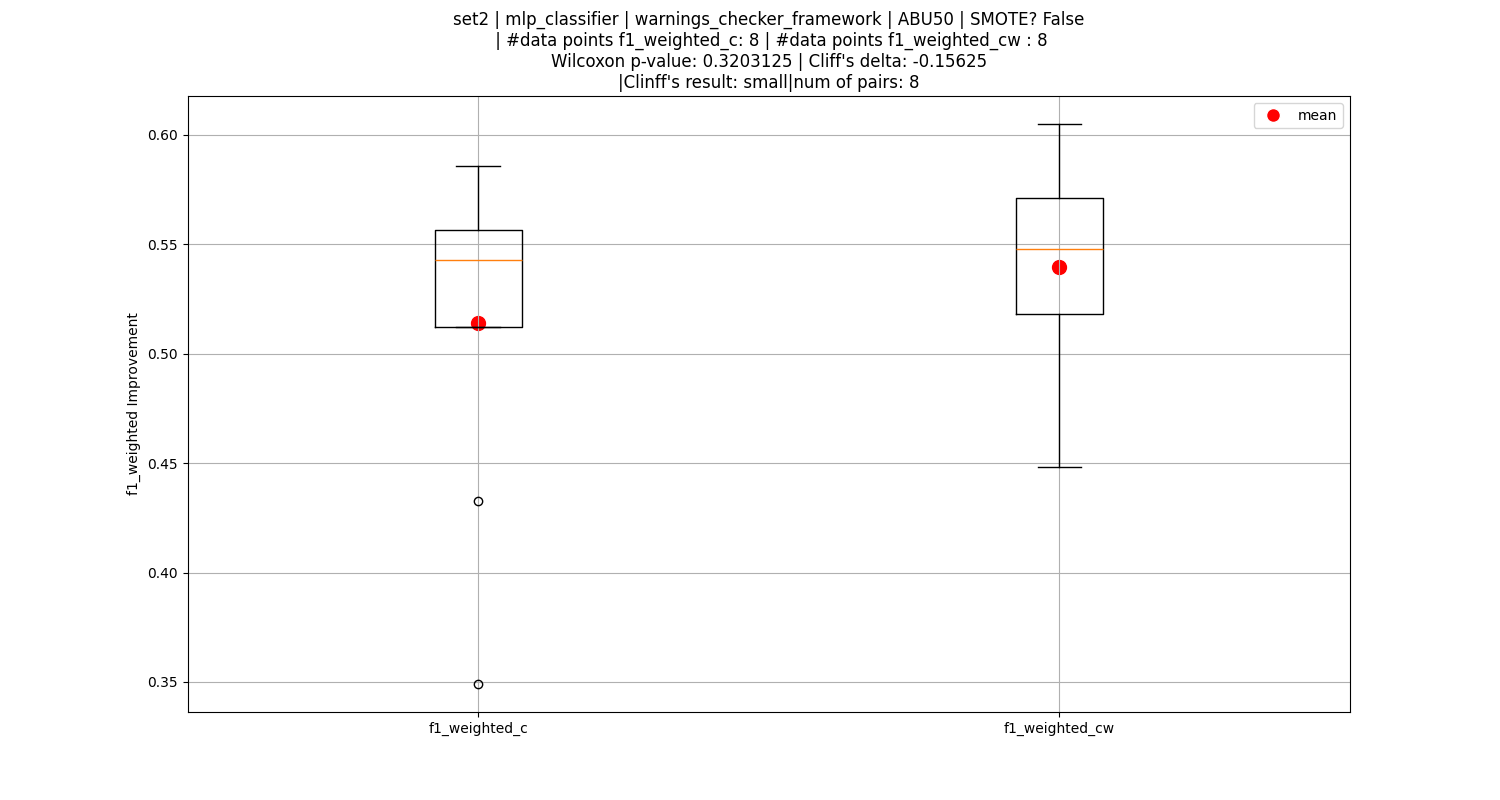 set2 | mlp_classifier | warnings_checker_framework | ABU50 | SMOTE? False
| #data points f1_weighted_c: 8 | #data points f1_weighted_cw : 8
Wilcoxon p-value: 0.3203125 | Cliff's delta: -0.15625
|Clinff's result: small|num of pairs: 8
mean
f1_weighted Improvement
0.60
0.55
0.50
0.45
0.40
0.35
f1_weighted_c
f1_weighted_cw